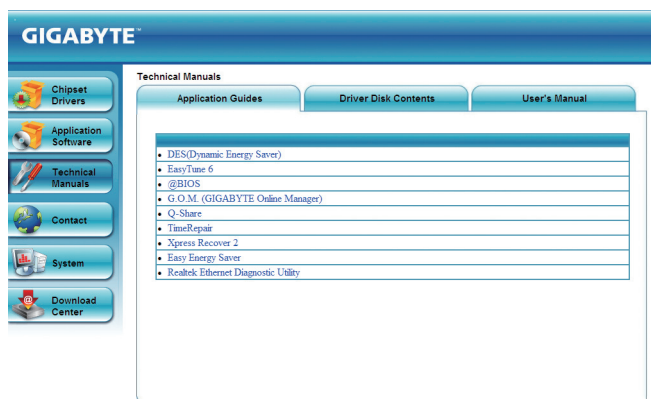 GIGABYTE™
Chipset
Drivers
Application
Software
Technical
Manuals
Contact
System
Download
Center
Technical Manuals
Application Guides
Driver Disk Contents
User's Manual
DES(Dynamic Energy Saver)
EasyTune 6
@BIOS
G.O.M. (GIGABYTE Online Manager)
Q-Share
TimeRepair
Xpress Recover 2
Easy Energy Saver
Realtek Ethernet Diagnostic Utility